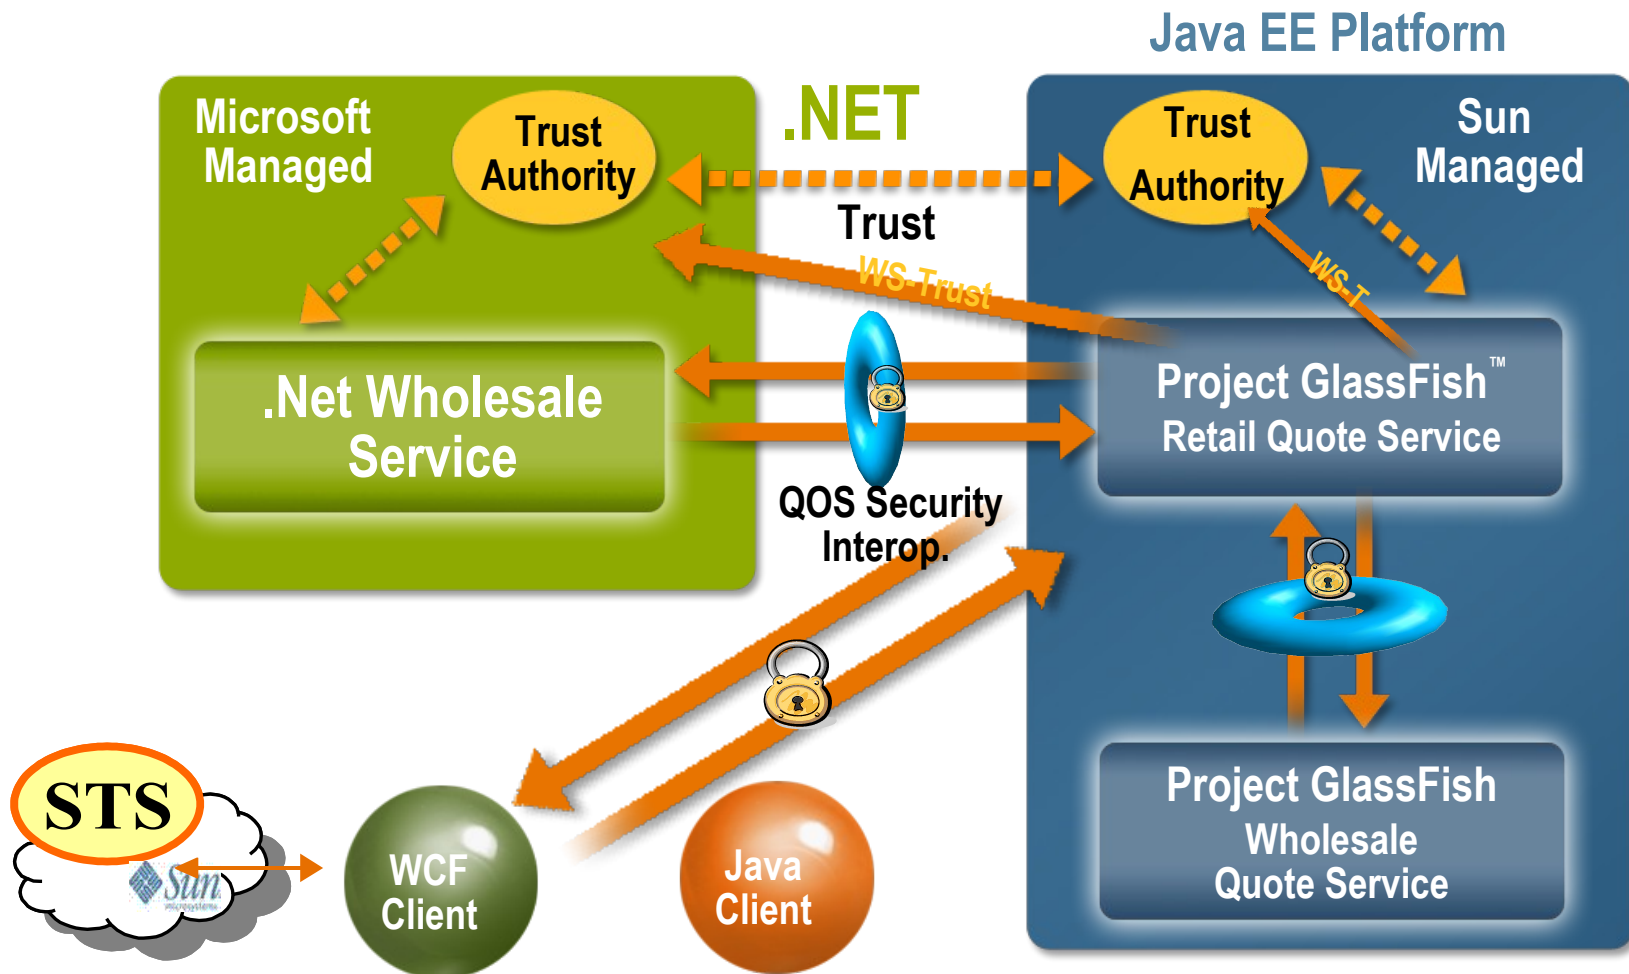 Java EE Platform
Microsoft
Managed
Trust
Authority
.NET
Trust
Authority
Sun
Managed
Trust
WS-Trust
WS-T
.Net Wholesale
Service
Project GlassFish™
Retail Quote Service
QOS Security
Interop.
STS
Sun
microsystems
WCF
Client
Java
Client
Project GlassFish
Wholesale
Quote Service